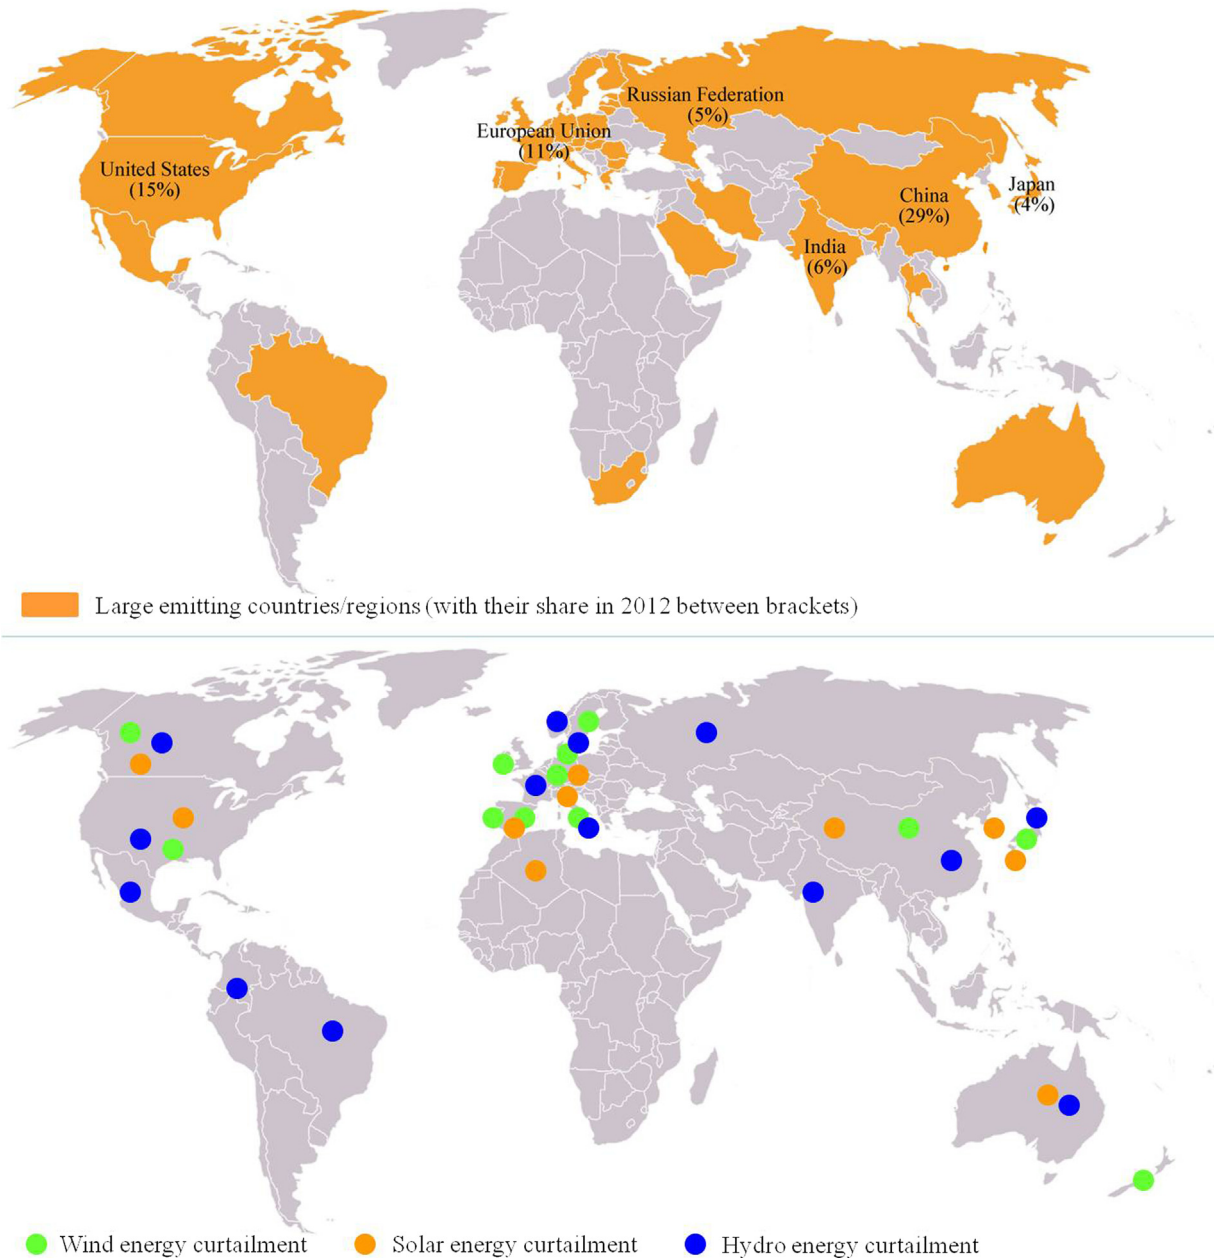 Russian Federation
(5%)
European Union
(11%)
United States
(15%)
China
(29%)
Japan
(4%)
India
(6%)
Large emitting countries/regions (with their share in 2012 between brackets)
Wind energy curtailment
Solar energy curtailment
Hydro energy curtailment